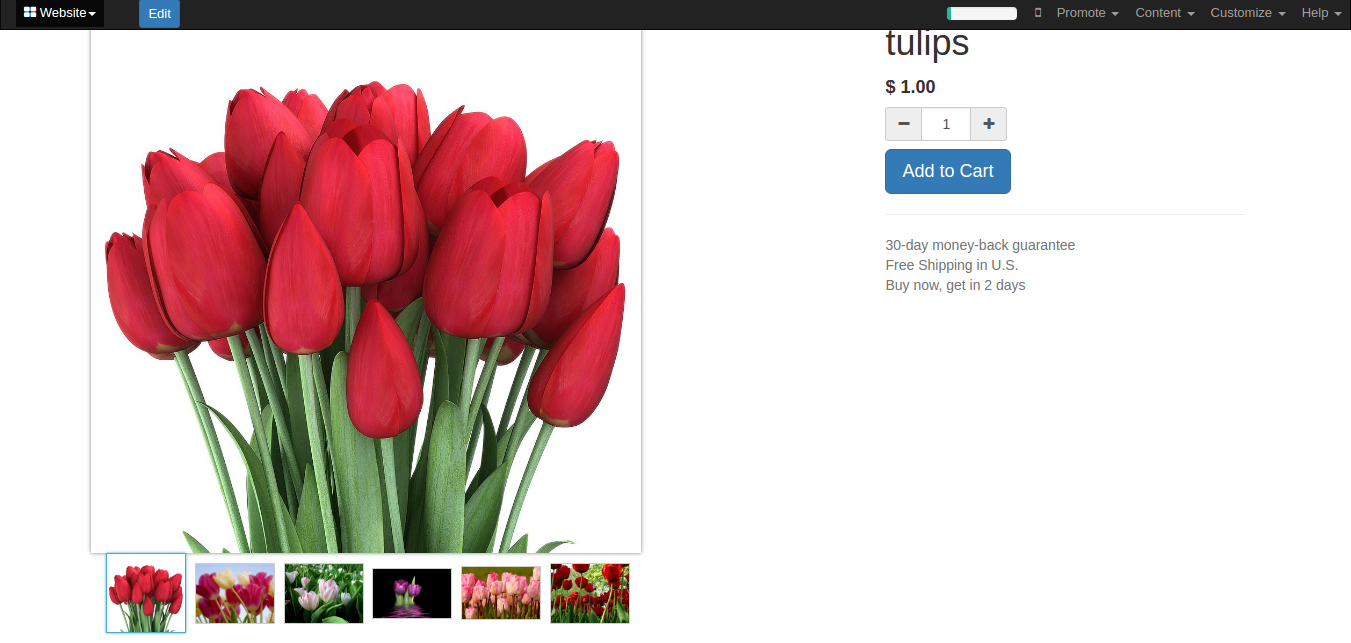 Website
Edit
Promote
Content
Customize
Help
tulips
$ 1.00
1
Add to Cart
30-day money-back guarantee
Free Shipping in U.S.
Buy now, get in 2 days